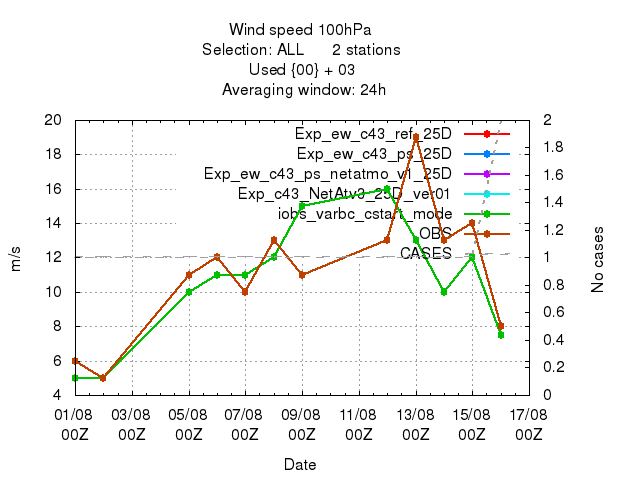 Wind speed 100hPa
Selection: ALL 2 stations
Used {00} + 03
Averaging window: 24h
20 2
Exp_ew_c43_ref_25D
Exp_ew_c43_ps_25D
18 1.8
Exp_ew_c43_ps_netatmo_v1_25D
16 1.6
Exp_c43_NetAtv3_25D_ver01
iobs_varbc_cstart_mode
14 1.4
OBS
12 1.2
CASES
m/s
No cases
10 1
8 0.8
0.6
6 0.4
0.2
4 0
01/08 03/08 05/08 07/08 09/08 11/08 13/08 15/08 17/08
00Z 00Z 00Z 00Z 00Z 00Z 00Z 00Z 00Z
Date